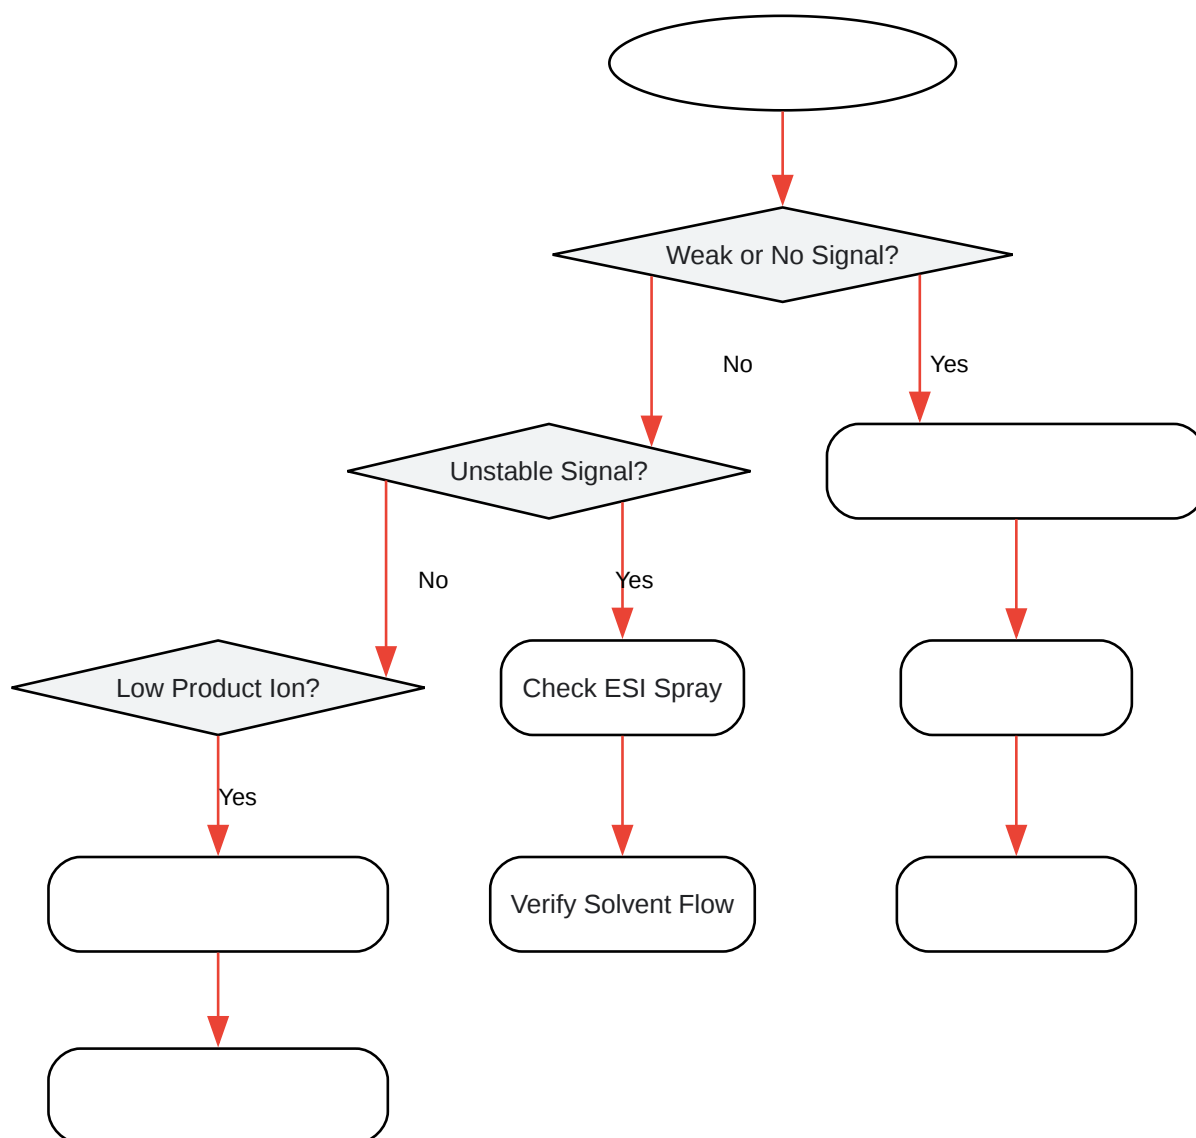 Weak or No Signal?
No
Yes
Unstable Signal?
No
Yes
Low Product Ion?
Check ESI Spray
Yes
Verify Solvent Flow